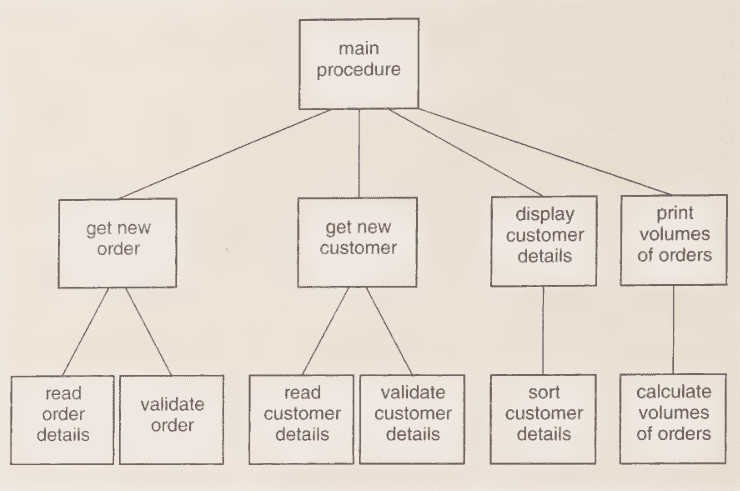 main
procedure
get new
order
get new
customer
display
customer
details
print
volumes
of orders
read
order
details
validate
order
read
customer
details
validate
customer
details
sort
customer
details
calculate
volumes
of orders